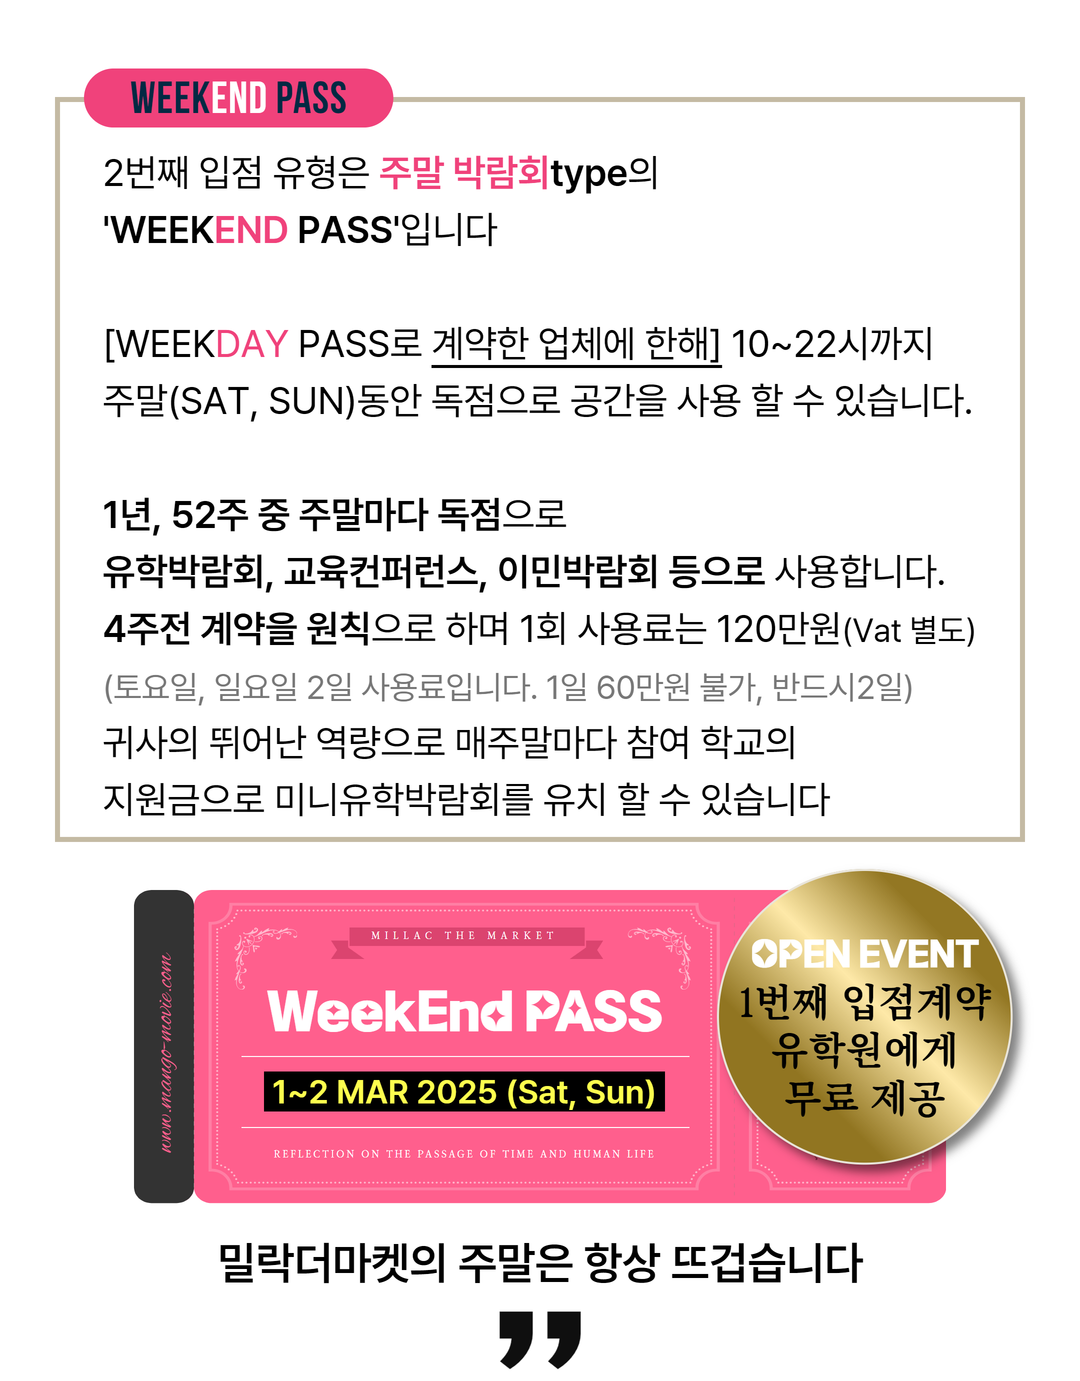 WEEKEND PASS
2번째 입점 유형은 주말 박람회type의
'WEEKEND PASS'입니다
[WEEKDAY PASS로 계약한 업체에 한해] 10~22시까지
주말(SAT, SUN)동안 독점으로 공간을 사용 할 수 있습니다.
1년, 52주 중 주말마다 독점으로
유학박람회, 교육컨퍼런스, 이민박람회 등으로 사용합니다.
4주전 계약을 원칙으로 하며 1회 사용료는 120만원(Vat 별도)
(토요일, 일요일 2일 사용료입니다. 1일 60만원 불가, 반드시2일)
귀사의 뛰어난 역량으로 매주말마다 참여 학교의
지원금으로 미니유학박람회를 유치 할 수 있습니다
www.mango-movie.com
MILLAC THE MARKET
WeekEnd PASS
1~2 MAR 2025 (Sat, Sun)
REFLECTION ON THE PASSAGE OF TIME AND HUMAN LIFE
OPEN EVENT
1번째 입점계약
유학원에게
무료 제공
밀락더마켓의 주말은 항상 뜨겁습니다
”